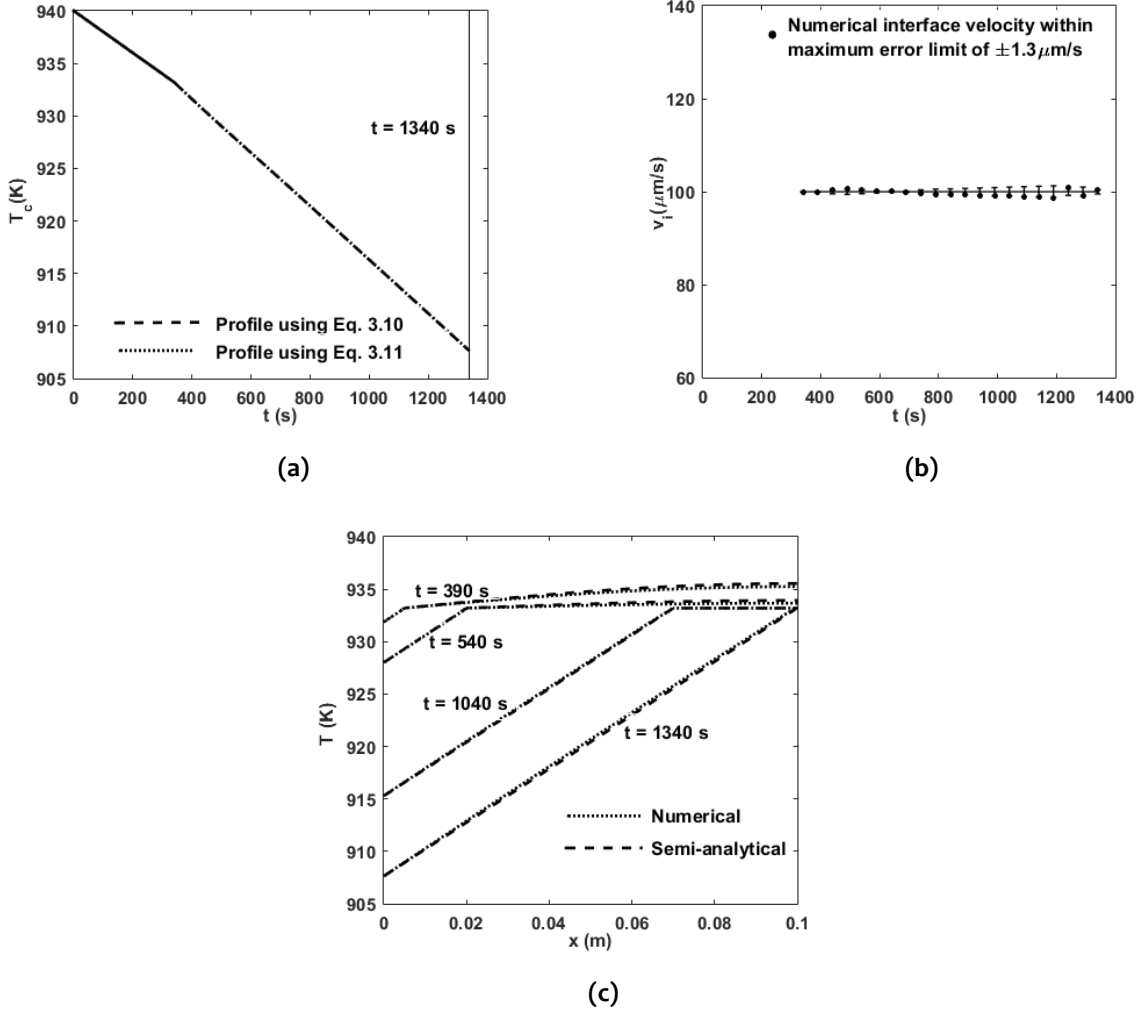 940
935
930
925
920
915
910
905
T_c(K)
t = 1340 s
Profile using Eq. 3.10
Profile using Eq. 3.11
0 200 400 600 800 1000 1200 1400
t (s)
(a)
140
120
100
80
60
v_i(μm/s)
Numerical interface velocity within
maximum error limit of ±1.3μm/s
0 200 400 600 800 1000 1200 1400
t (s)
(b)
940
935
930
925
920
915
910
905
T (K)
t = 390 s
t = 540 s
t = 1040 s
t = 1340 s
Numerical
Semi-analytical
0 0.02 0.04 0.06 0.08 0.1
x (m)
(c)